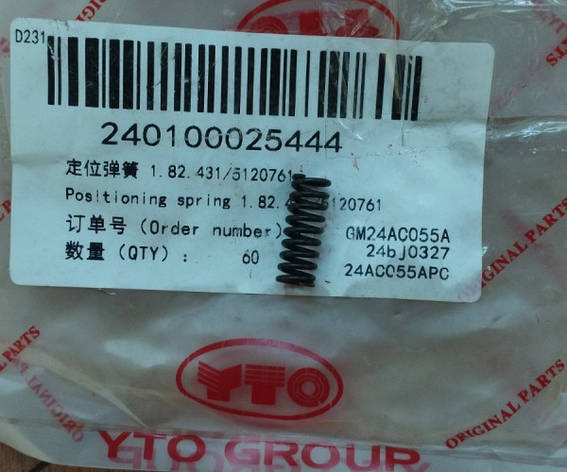 D231
240100025444
定位弹簧 1.82.431/5120761
Positioning spring 1.82. 5120761
订单号 (Order number) GM24AC055A
24bJ0327
数量 (QTY) : 60
24AC055APC
YTO
ORIGINAL PARTS
ORIGINAL PARTS
YTO GROUP